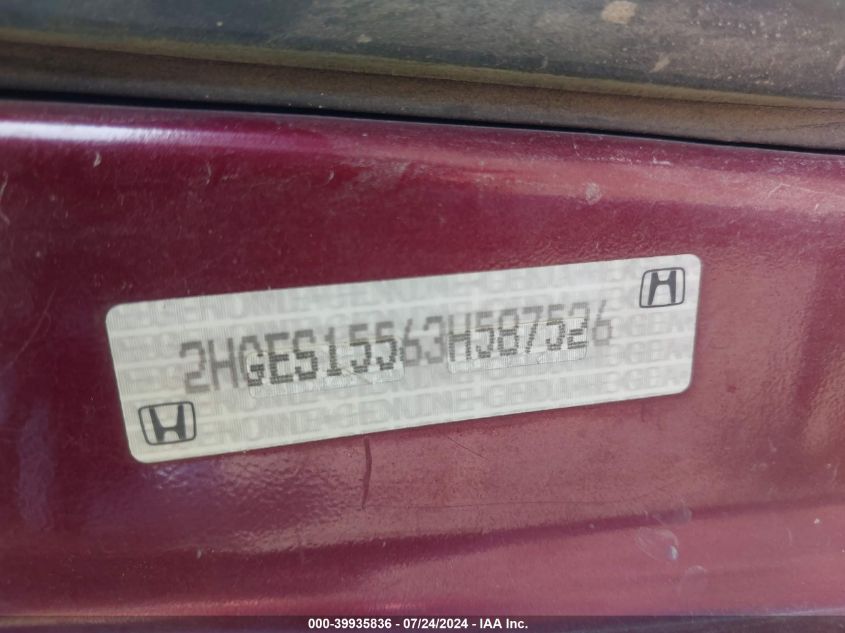 2HGES15563H587526
000-39935836 - 07/24/2024 - IAA, Inc.